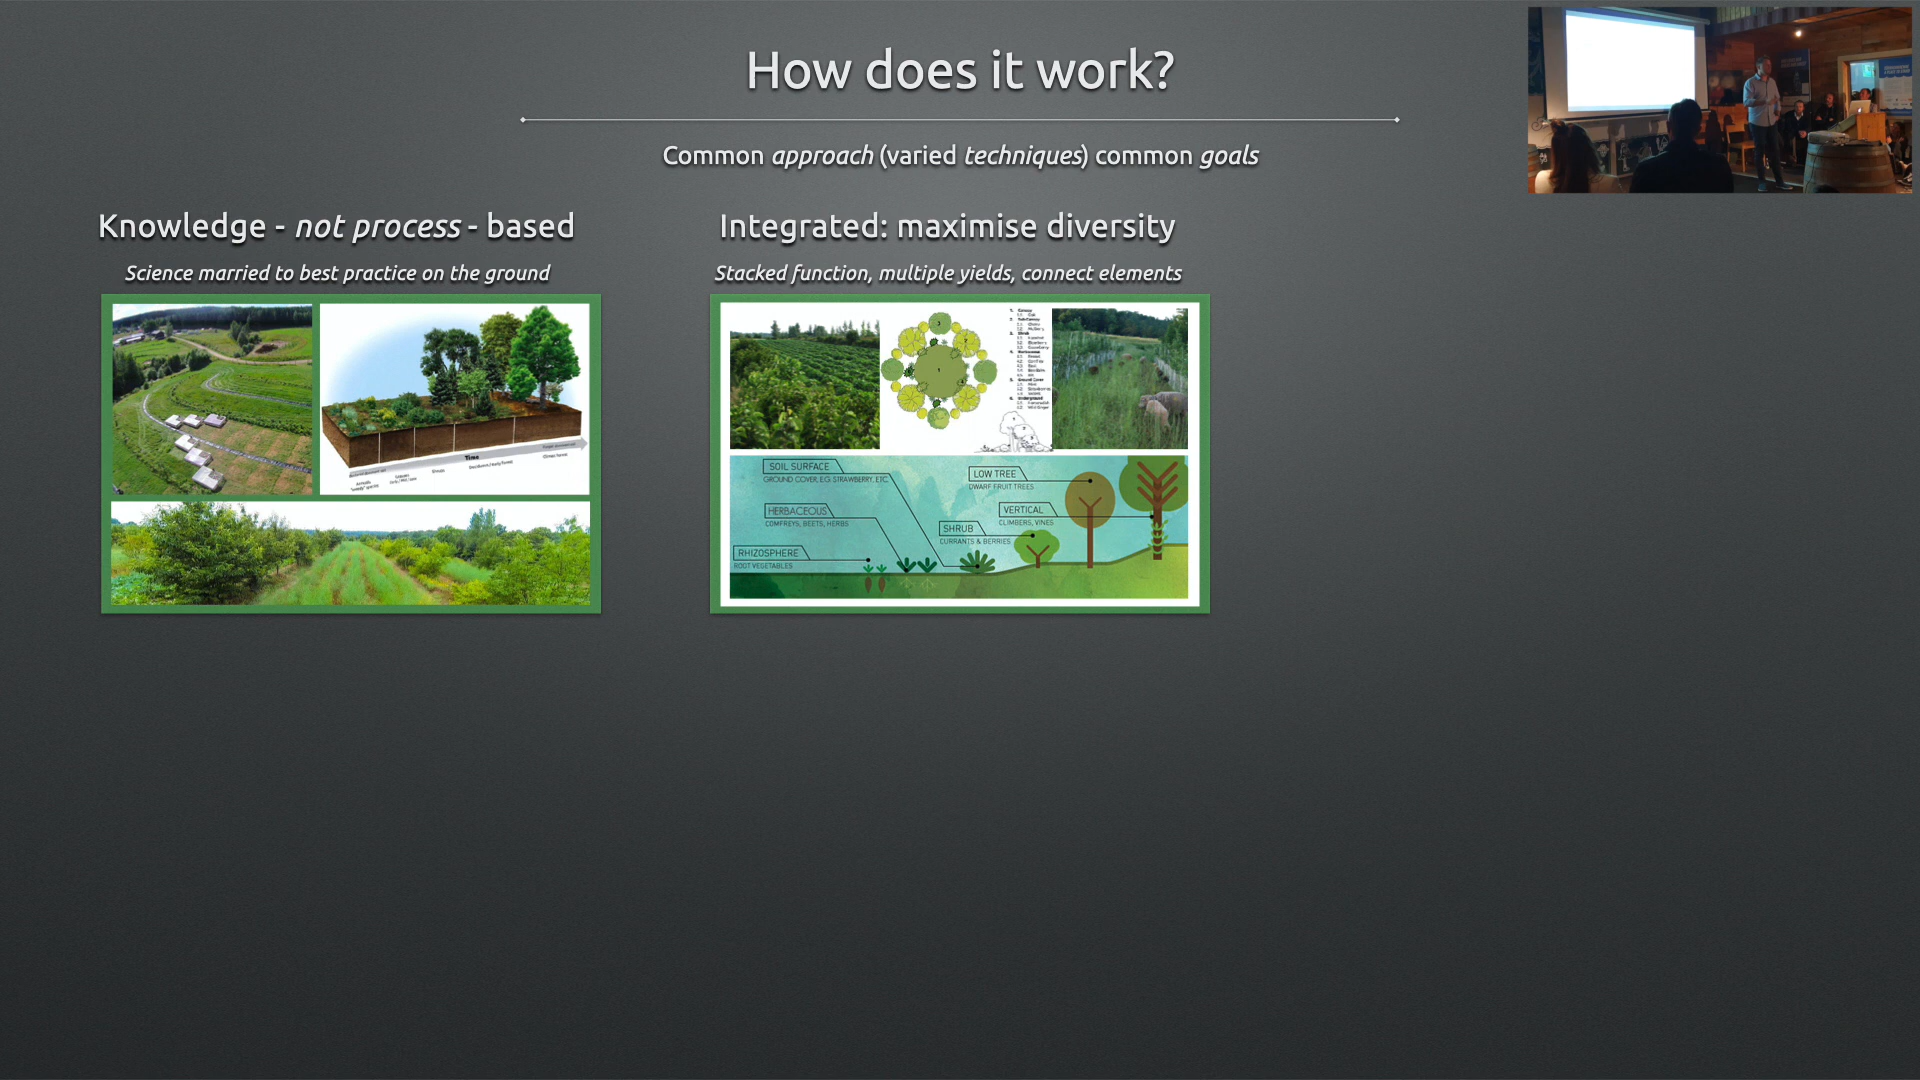 How does it work?
Common approach (varied techniques) common goals
Knowledge - not process - based
Science married to best practice on the ground
Time
Integrated: maximise diversity
Stacked function, multiple yields, connect elements
SOIL SURFACE
GROUND COVER, E.G. STRAWBERRY, ETC.
HERBACEOUS
COMFREYS, BEETS, HERBS
RHIZOSPHERE
ROOT VEGETABLES
SHRUB
CURRANTS & BERRIES
LOW TREE
DWARF FRUIT TREES
VERTICAL
CLIMBERS, VINES